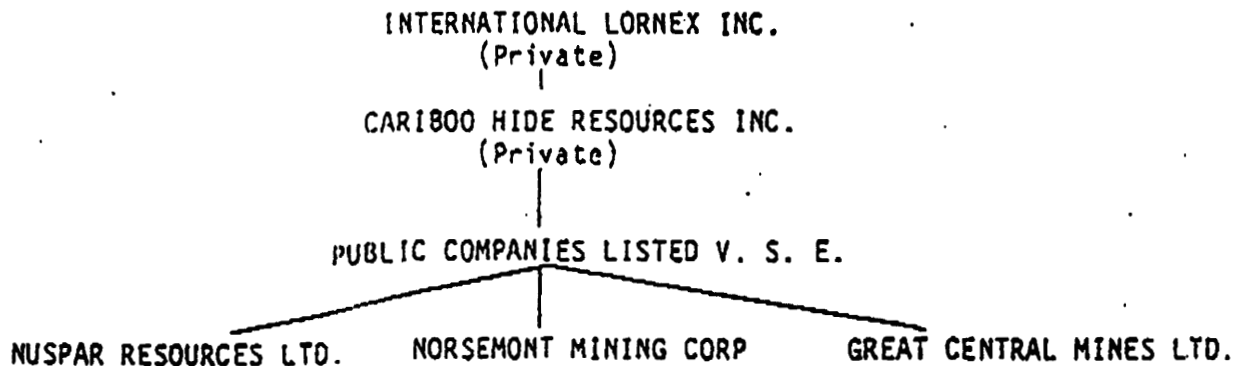 INTERNATIONAL LORNEX INC.
(Private)
CARIBOO HIDE RESOURCES INC.
(Private)
PUBLIC COMPANIES LISTED V. S. E.
NUSPAR RESOURCES LTD. NORSEMONT MINING CORP GREAT CENTRAL MINES LTD.